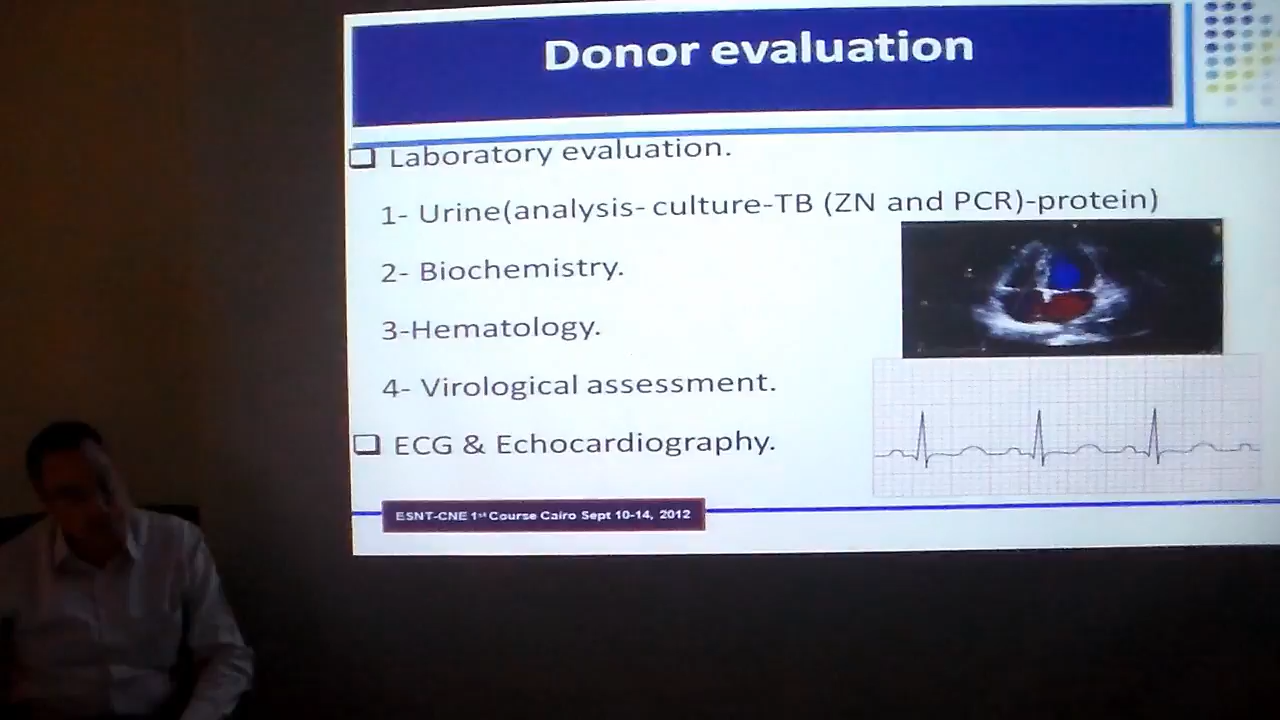 Donor evaluation
Laboratory evaluation.
1- Urine(analysis- culture-TB (ZN and PCR)-protein)
2- Biochemistry.
3-Hematology.
4- Virological assessment.
ECG & Echocardiography.
ESNT-CNE 1st Course Cairo Sept 10-14, 2012